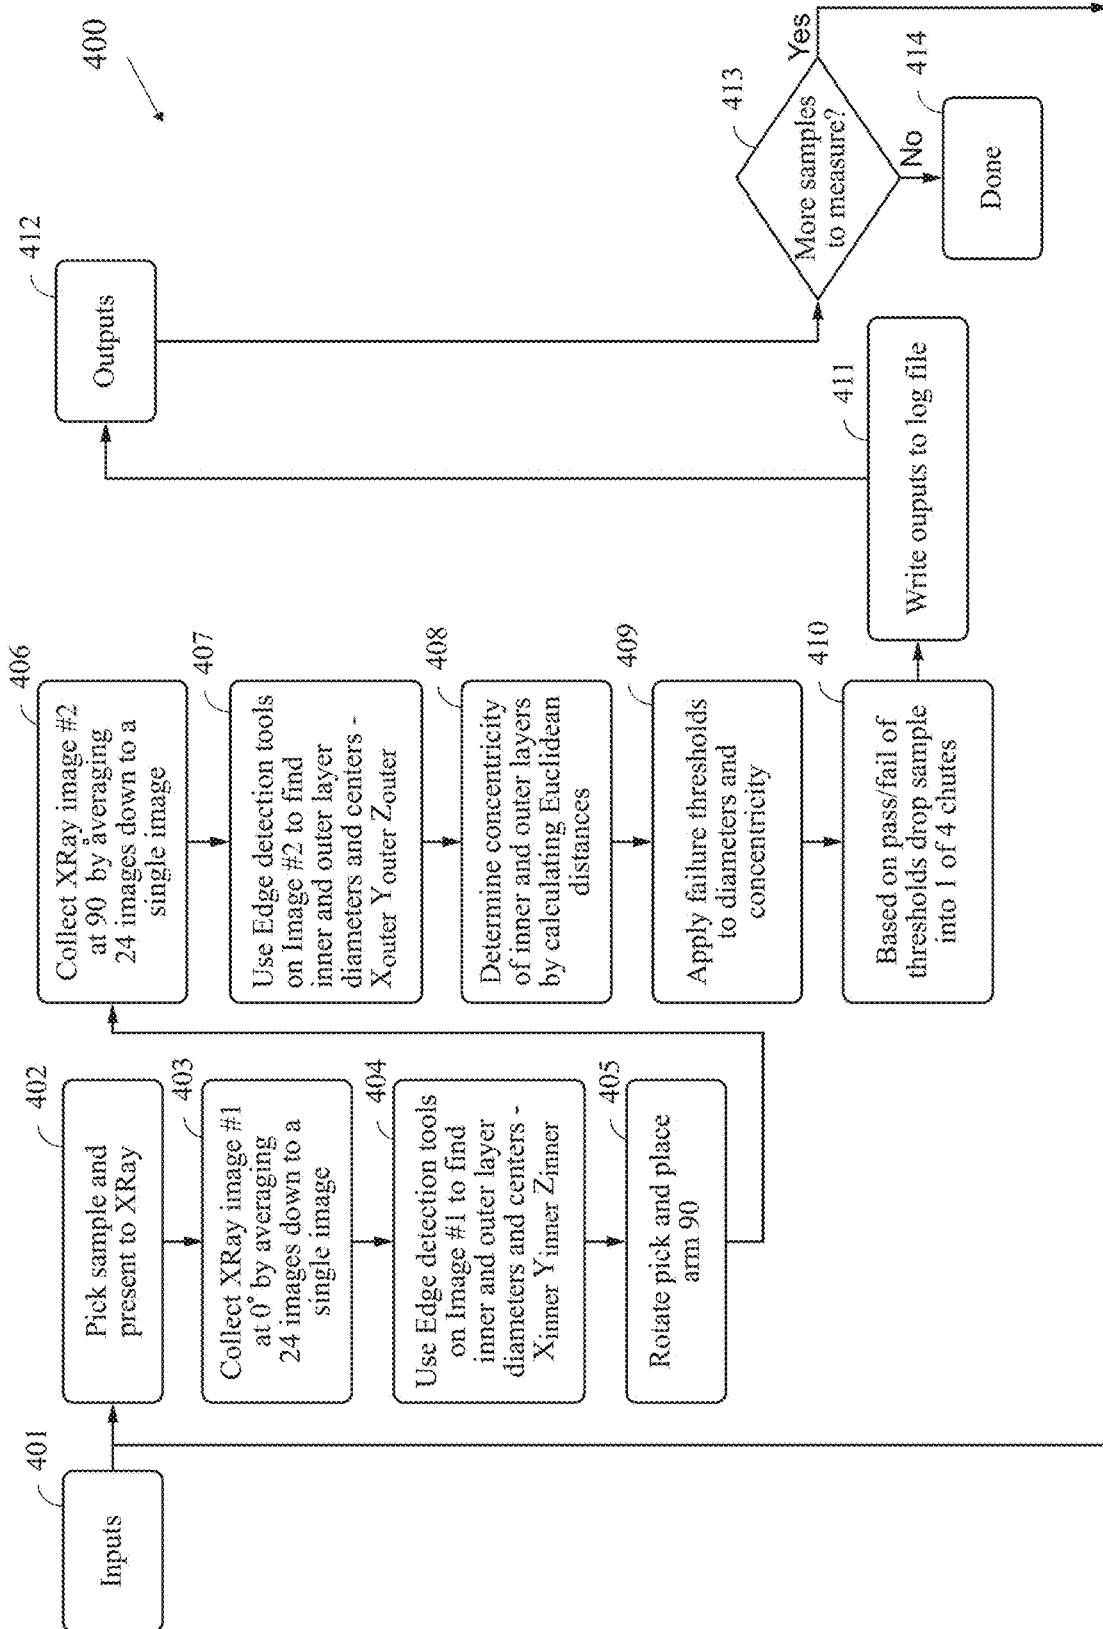 400
401
Inputs
402
Pick sample and
present to XRay
403
Collect XRay image #1
at 0° by averaging
24 images down to a
single image
404
Use Edge detection tools
on Image #1 to find
inner and outer layer
diameters and centers -
Xinner Yinner Zinner
405
Rotate pick and place
arm 90
406
Collect XRay image #2
at 90 by averaging
24 images down to a
single image
407
Use Edge detection tools
on Image #2 to find
inner and outer layer
diameters and centers -
Xouter Youter Zouter
408
Determine concentricity
of inner and outer layers
by calculating Euclidean
distances
409
Apply failure thresholds
to diameters and
concentricity
410
Based on pass/fail of
thresholds drop sample
into 1 of 4 chutes
411
Write ouputs to log file
412
Outputs
413
More samples
to measure?
Yes
No
414
Done